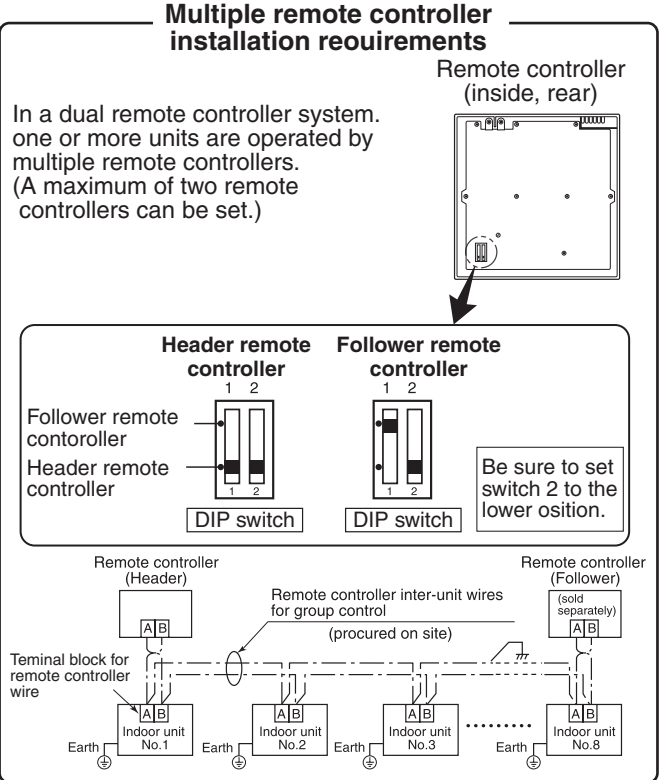 Multiple remote controller
installation reouirements
Remote controller
(inside, rear)
In a dual remote controller system.
one or more units are operated by
multiple remote controllers.
(A maximum of two remote
controllers can be set.)
Header remote
controller
Follower remote
controller
1 2
1 2
Follower remote
contoroller
Header remote
controller
1 2
1 2
DIP switch
DIP switch
Be sure to set
switch 2 to the
lower osition.
Remote controller
(Header)
Remote controller
(Follower)
Remote controller inter-unit wires
for group control
(procured on site)
(sold
separately)
A B
A B
Teminal block for
remote controller
wire
A B
A B
A B
A B
Indoor unit
No.1
Indoor unit
No.2
Indoor unit
No.3
Indoor unit
No.8
Earth
Earth
Earth
Earth